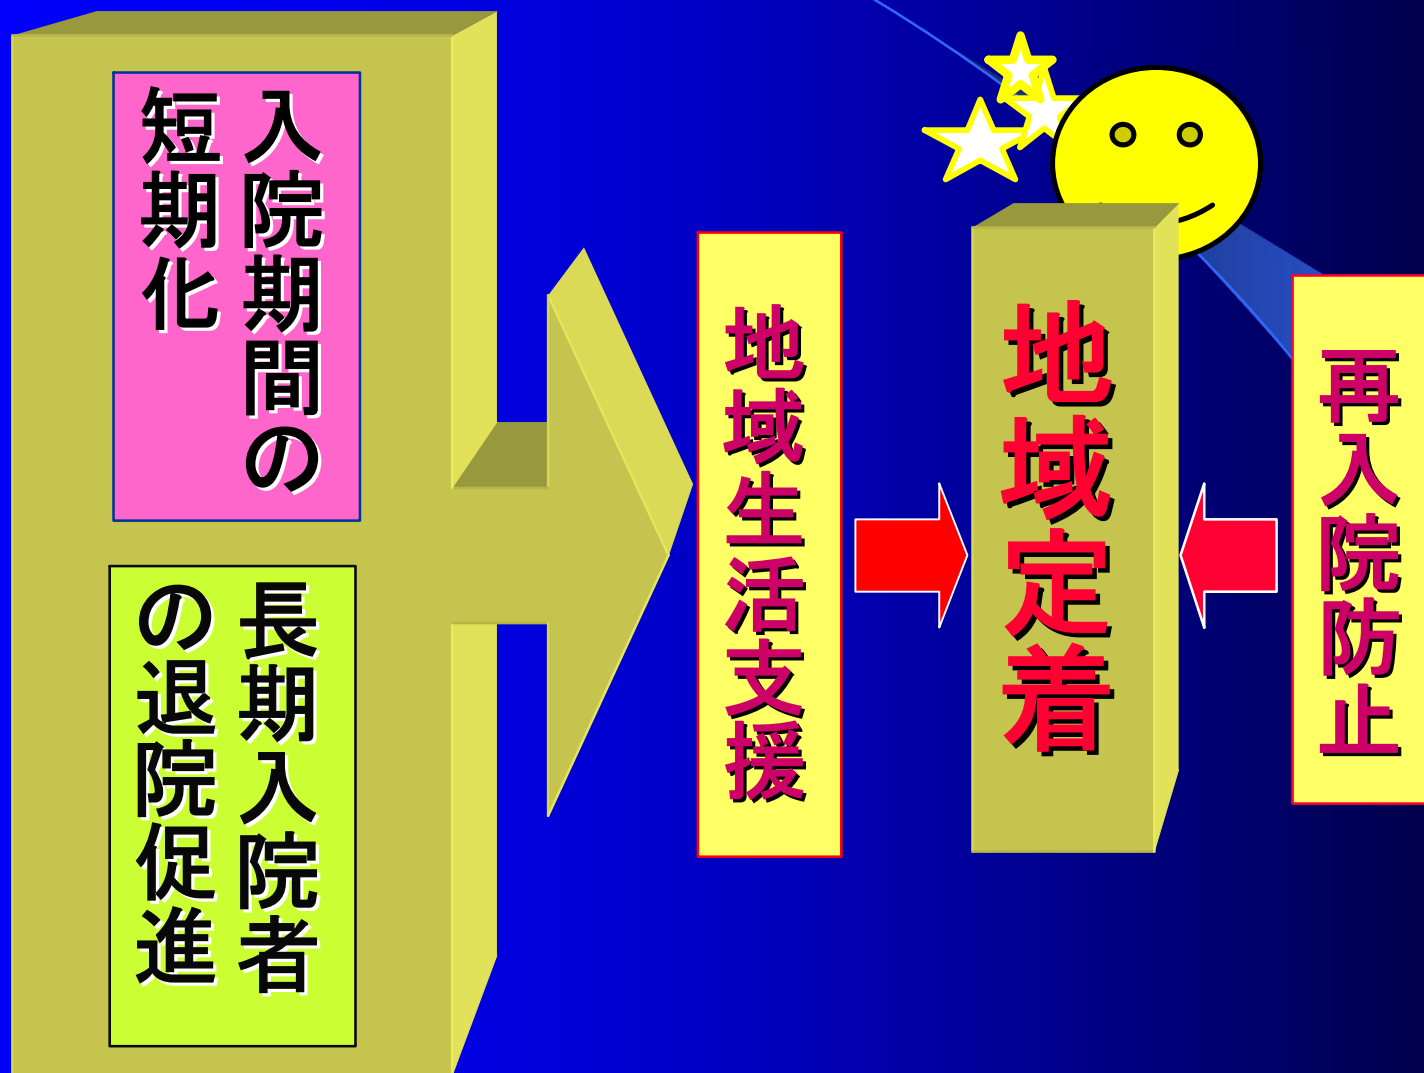 入院期間の
短期化
長期入院者
の退院促進
地域生活支援
地域定着
再入院防止